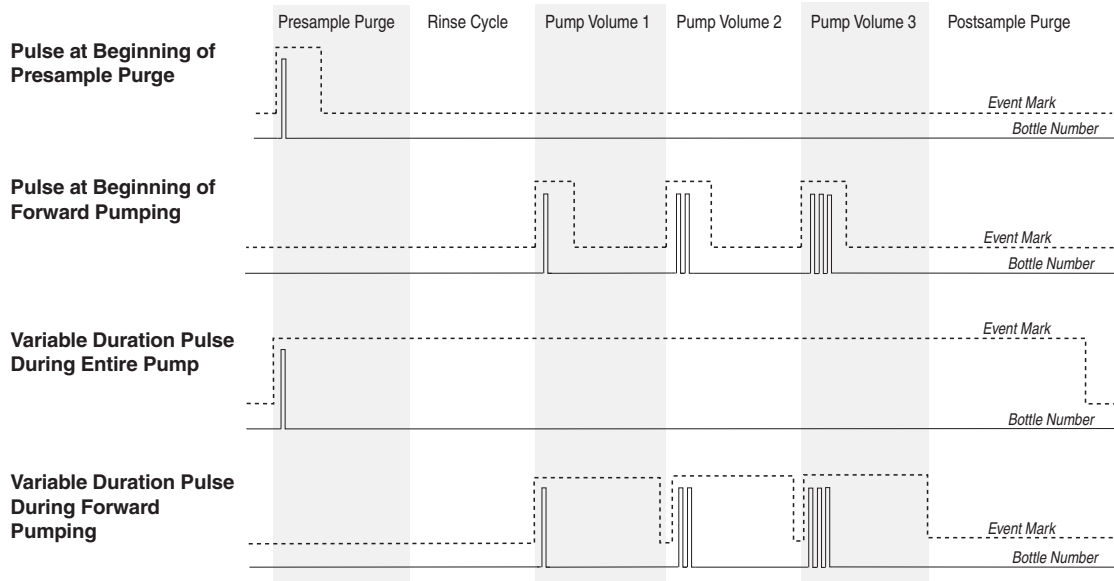 Presample Purge
Rinse Cycle
Pump Volume 1
Pump Volume 2
Pump Volume 3
Postsample Purge
Pulse at Beginning of
Presample Purge
Event Mark
Bottle Number
Pulse at Beginning of
Forward Pumping
Event Mark
Bottle Number
Variable Duration Pulse
During Entire Pump
Event Mark
Bottle Number
Variable Duration Pulse
During Forward
Pumping
Event Mark
Bottle Number